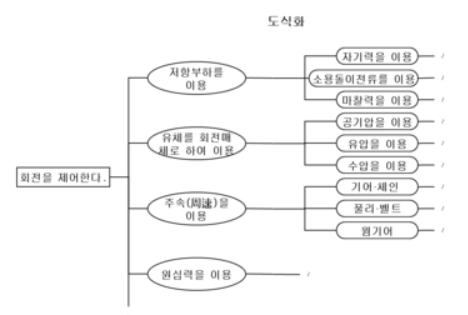 도식화
자기력을 이용
저항부하를
이용
소용돌이전류를 이용
마찰력을 이용
공기압을 이용
유체를 회전매
체로 하여 이용
유압을 이용
수압을 이용
회전을 제어한다.
기어·체인
주속(周速)을
이용
풀리·벨트
웜기어
원심력을 이용